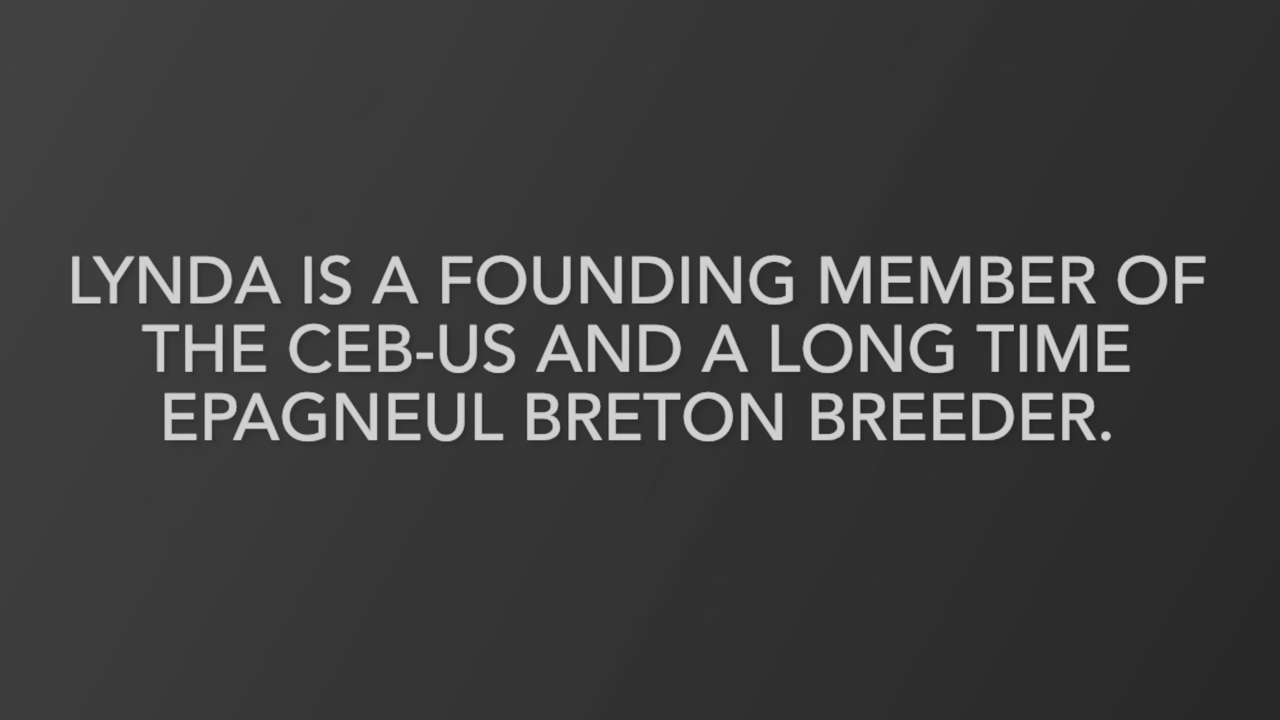 LYNDA IS A FOUNDING MEMBER OF
THE CEB-US AND A LONG TIME
EPAGNEUL BRETON BREEDER.